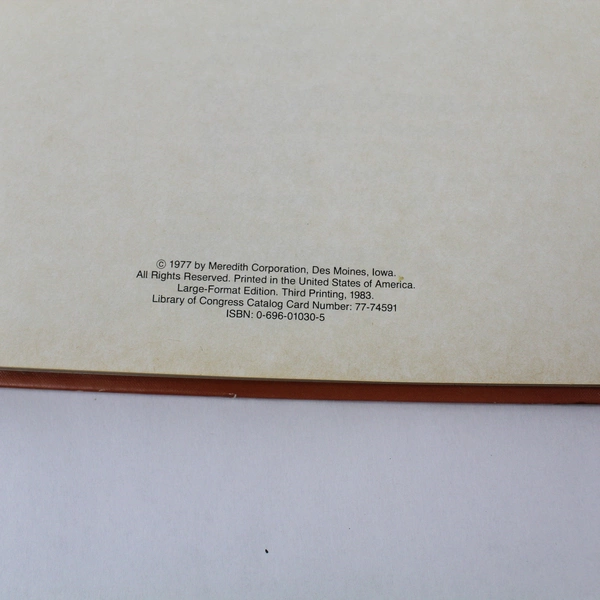 © 1977 by Meredith Corporation, Des Moines, Iowa.
All Rights Reserved. Printed in the United States of America.
Large-Format Edition. Third Printing, 1983.
Library of Congress Catalog Card Number: 77-74591
ISBN: 0-696-01030-5